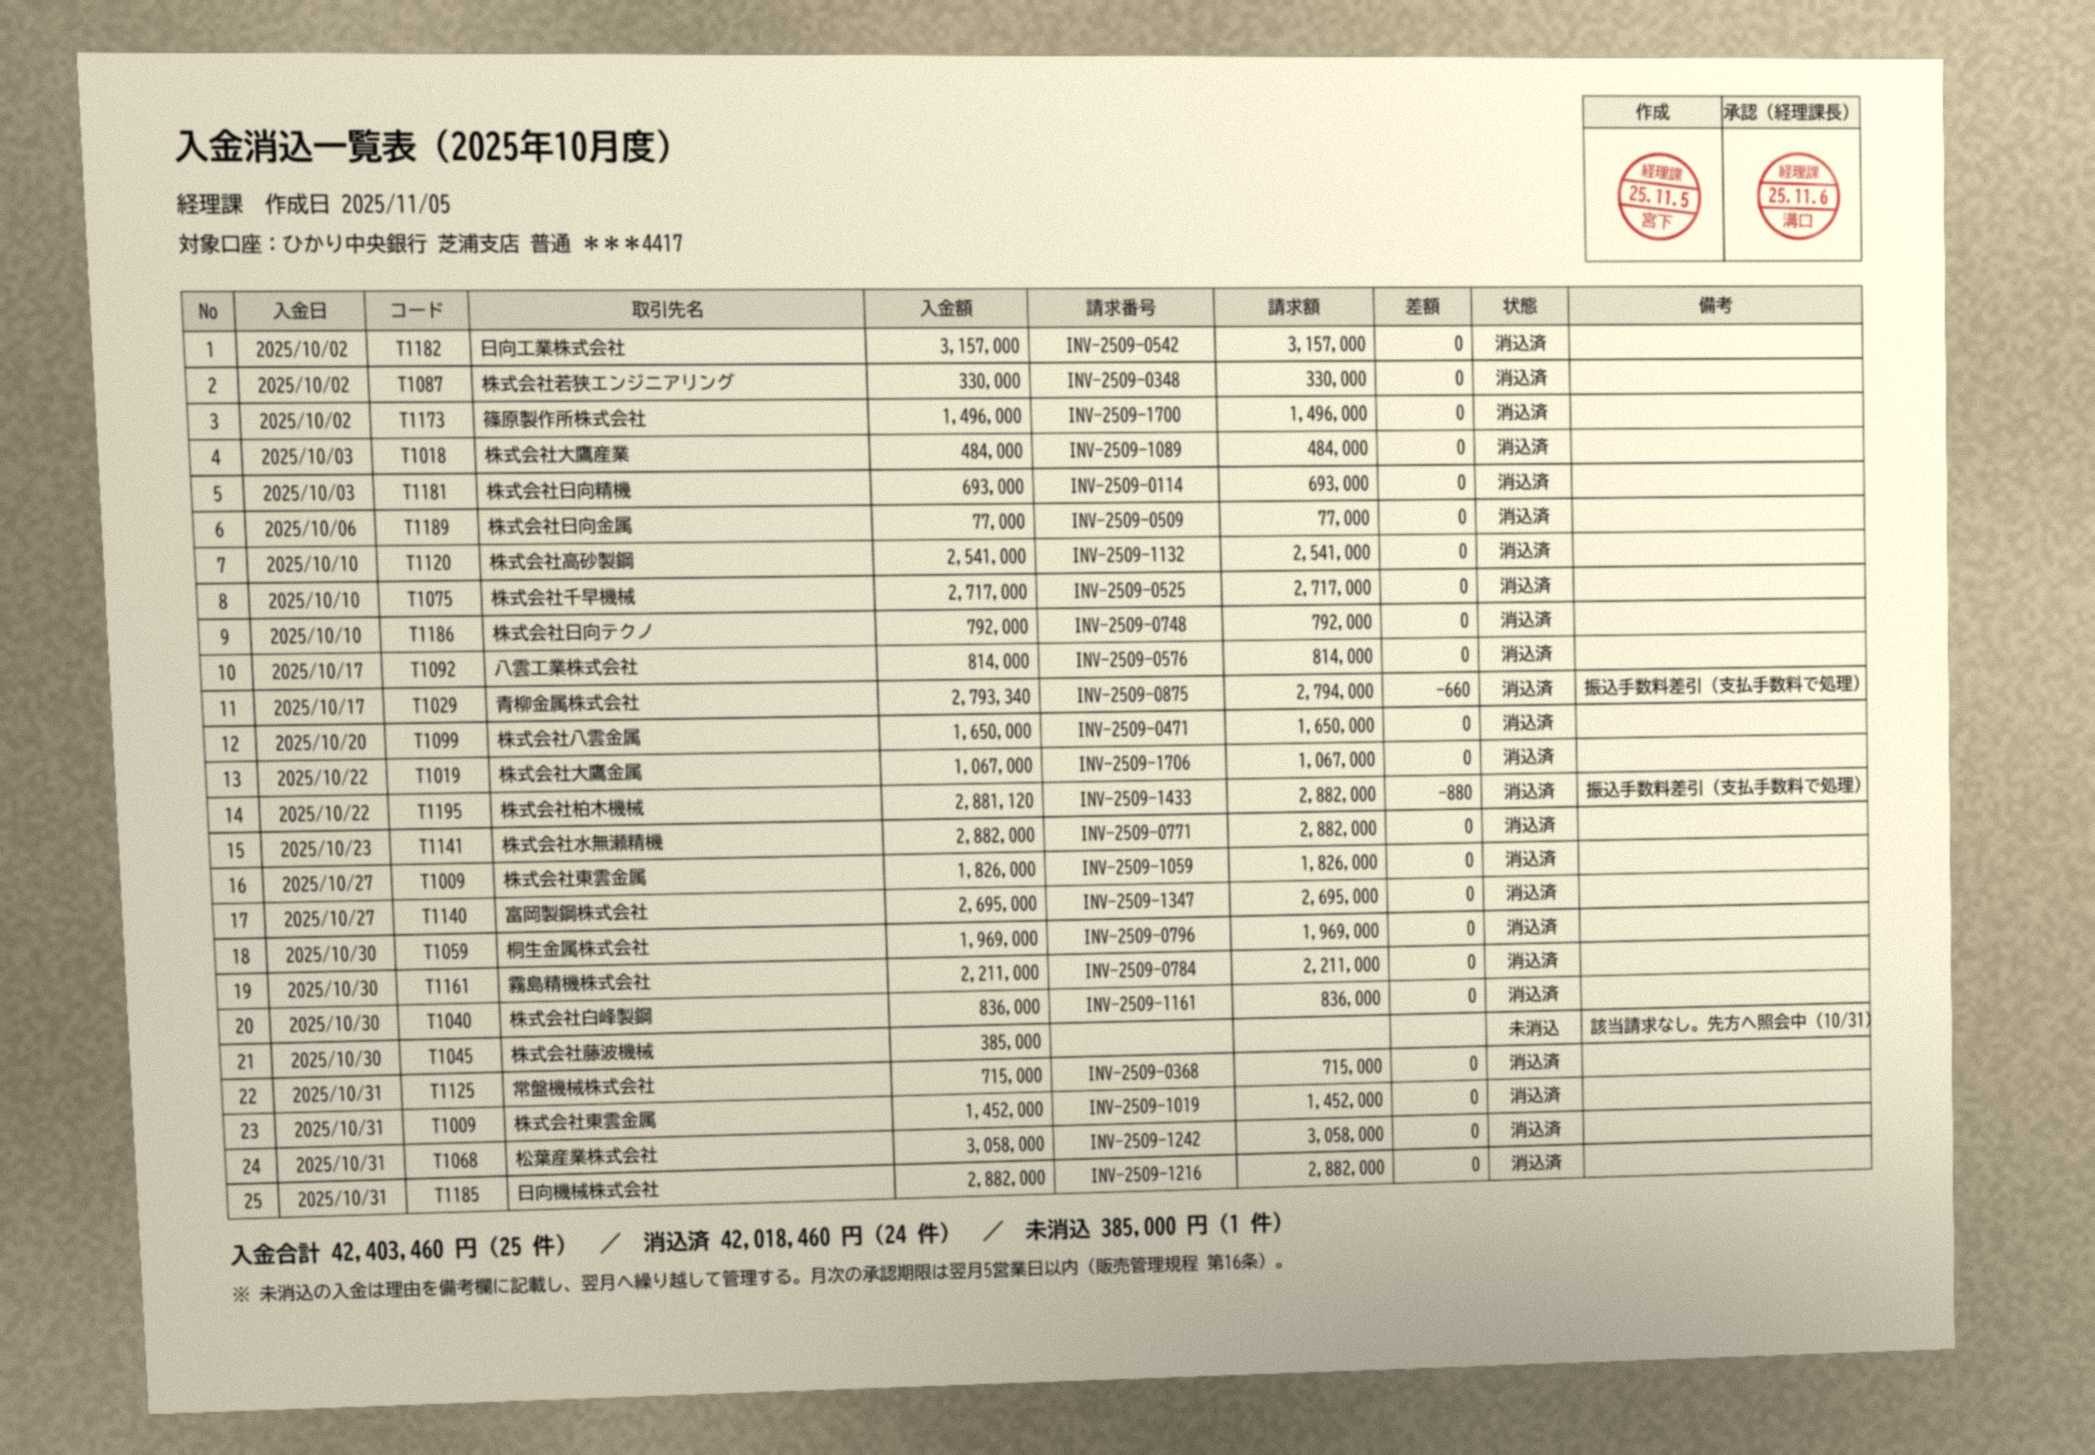 入金消込一覧表（2025年10月度）
経理課　作成日 2025/11/05
対象口座：ひかり中央銀行 芝浦支店 普通 ＊＊＊4417
作成 承認（経理課長）
経理課 25.11.5 宮下
経理課 25.11.6 溝口
No 入金日 コード 取引先名 入金額 請求番号 請求額 差額 状態 備考
1 2025/10/02 T1182 日向工業株式会社 3,157,000 INV-2509-0542 3,157,000 0 消込済
2 2025/10/02 T1087 株式会社若狭エンジニアリング 330,000 INV-2509-0348 330,000 0 消込済
3 2025/10/02 T1173 篠原製作所株式会社 1,496,000 INV-2509-1700 1,496,000 0 消込済
4 2025/10/03 T1018 株式会社大鷹産業 484,000 INV-2509-1089 484,000 0 消込済
5 2025/10/03 T1181 株式会社日向精機 693,000 INV-2509-0114 693,000 0 消込済
6 2025/10/06 T1189 株式会社日向金属 77,000 INV-2509-0509 77,000 0 消込済
7 2025/10/10 T1120 株式会社高砂製鋼 2,541,000 INV-2509-1132 2,541,000 0 消込済
8 2025/10/10 T1075 株式会社千早機械 2,717,000 INV-2509-0525 2,717,000 0 消込済
9 2025/10/10 T1186 株式会社日向テクノ 792,000 INV-2509-0748 792,000 0 消込済
10 2025/10/17 T1092 八雲工業株式会社 814,000 INV-2509-0576 814,000 0 消込済
11 2025/10/17 T1029 青柳金属株式会社 2,793,340 INV-2509-0875 2,794,000 -660 消込済 振込手数料差引（支払手数料で処理）
12 2025/10/20 T1099 株式会社八雲金属 1,650,000 INV-2509-0471 1,650,000 0 消込済
13 2025/10/22 T1019 株式会社大鷹金属 1,067,000 INV-2509-1706 1,067,000 0 消込済
14 2025/10/22 T1195 株式会社柏木機械 2,881,120 INV-2509-1433 2,882,000 -880 消込済 振込手数料差引（支払手数料で処理）
15 2025/10/23 T1141 株式会社水無瀬精機 2,882,000 INV-2509-0771 2,882,000 0 消込済
16 2025/10/27 T1009 株式会社東雲金属 1,826,000 INV-2509-1059 1,826,000 0 消込済
17 2025/10/27 T1140 富岡製鋼株式会社 2,695,000 INV-2509-1347 2,695,000 0 消込済
18 2025/10/30 T1059 桐生金属株式会社 1,969,000 INV-2509-0796 1,969,000 0 消込済
19 2025/10/30 T1161 霧島精機株式会社 2,211,000 INV-2509-0784 2,211,000 0 消込済
20 2025/10/30 T1040 株式会社白峰製鋼 836,000 INV-2509-1161 836,000 0 消込済
21 2025/10/30 T1045 株式会社藤波機械 385,000 未消込 該当請求なし。先方へ照会中（10/31）
22 2025/10/31 T1125 常盤機械株式会社 715,000 INV-2509-0368 715,000 0 消込済
23 2025/10/31 T1009 株式会社東雲金属 1,452,000 INV-2509-1019 1,452,000 0 消込済
24 2025/10/31 T1068 松葉産業株式会社 3,058,000 INV-2509-1242 3,058,000 0 消込済
25 2025/10/31 T1185 日向機械株式会社 2,882,000 INV-2509-1216 2,882,000 0 消込済
入金合計 42,403,460 円（25 件）　／　消込済 42,018,460 円（24 件）　／　未消込 385,000 円（1 件）
※ 未消込の入金は理由を備考欄に記載し、翌月へ繰り越して管理する。月次の承認期限は翌月5営業日以内（販売管理規程 第16条）。